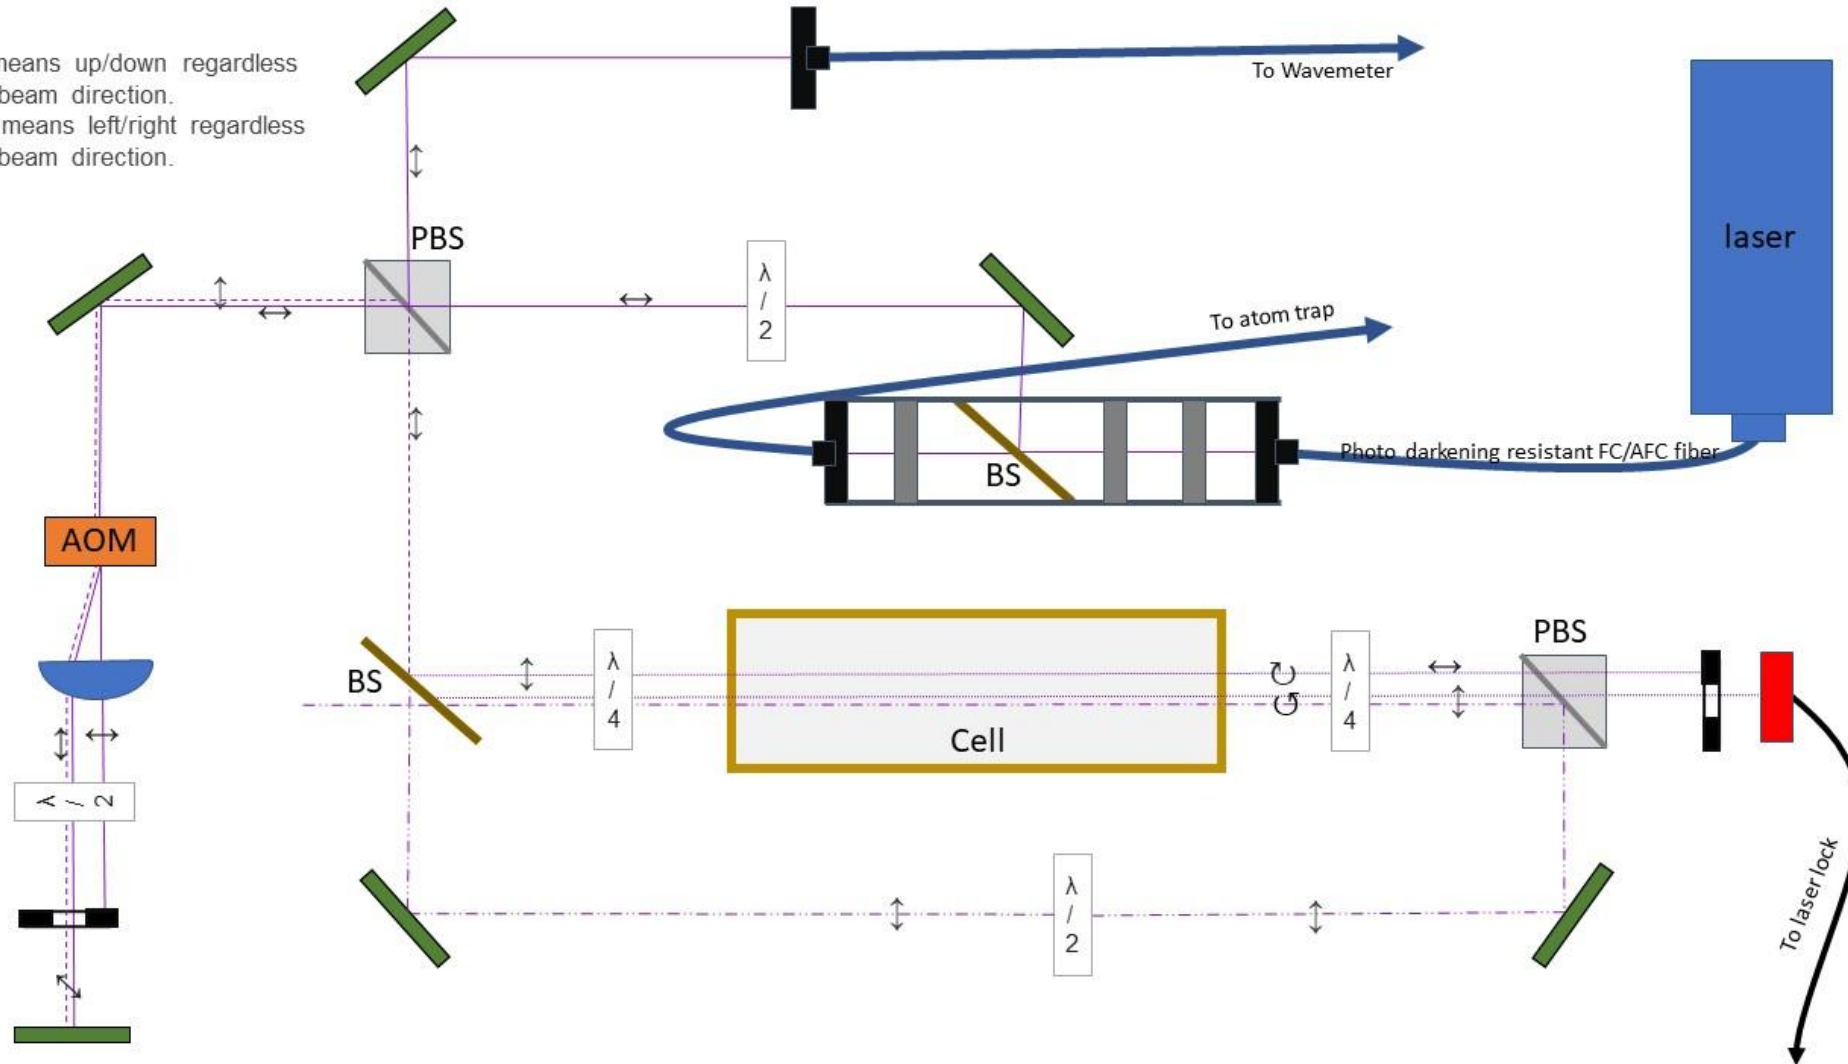 means up/down regardless
beam direction.
means left/right regardless
beam direction.
To Wavemeter
laser
PBS
λ
/
2
To atom trap
BS
Photo darkening resistant FC/AFC fiber
AOM
BS
λ
/
4
Cell
λ
/
4
PBS
λ
/
2
λ
/
2
To laser lock